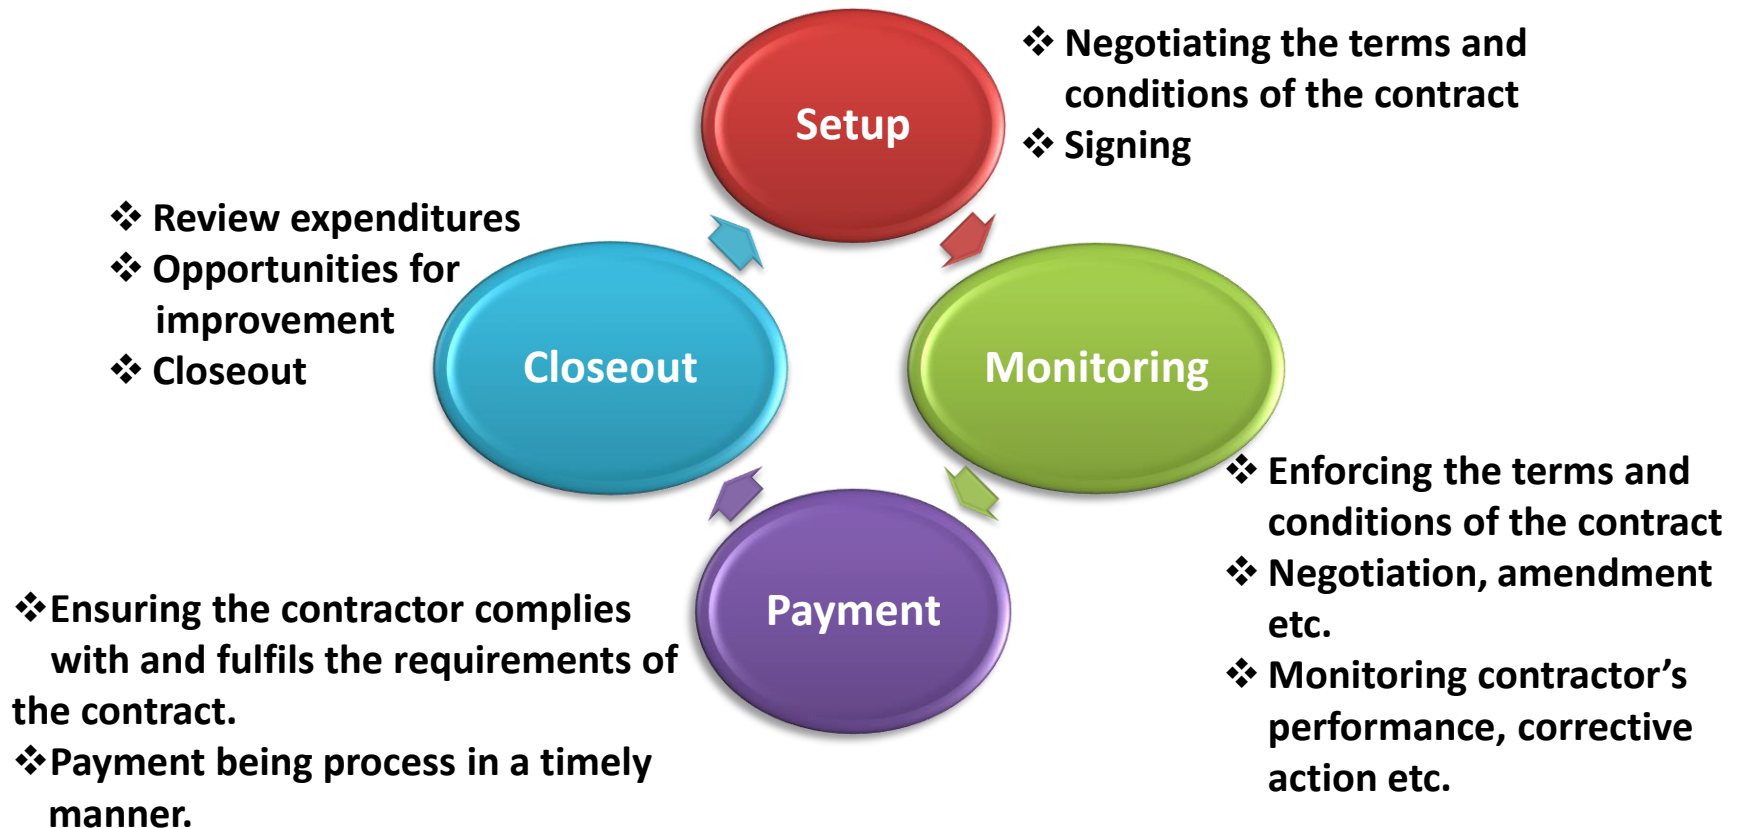 Setup
❖ Negotiating the terms and
conditions of the contract
❖ Signing
Monitoring
❖ Enforcing the terms and
conditions of the contract
❖ Negotiation, amendment
etc.
❖ Monitoring contractor’s
performance, corrective
action etc.
Payment
❖Ensuring the contractor complies
with and fulfils the requirements of
the contract.
❖Payment being process in a timely
manner.
Closeout
❖ Review expenditures
❖ Opportunities for
improvement
❖ Closeout